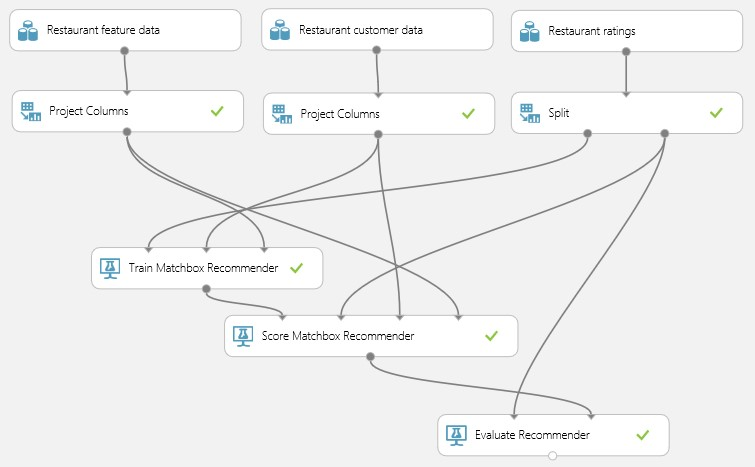 Restaurant feature data
Restaurant customer data
Restaurant ratings
Project Columns
Project Columns
Split
Train Matchbox Recommender
Score Matchbox Recommender
Evaluate Recommender